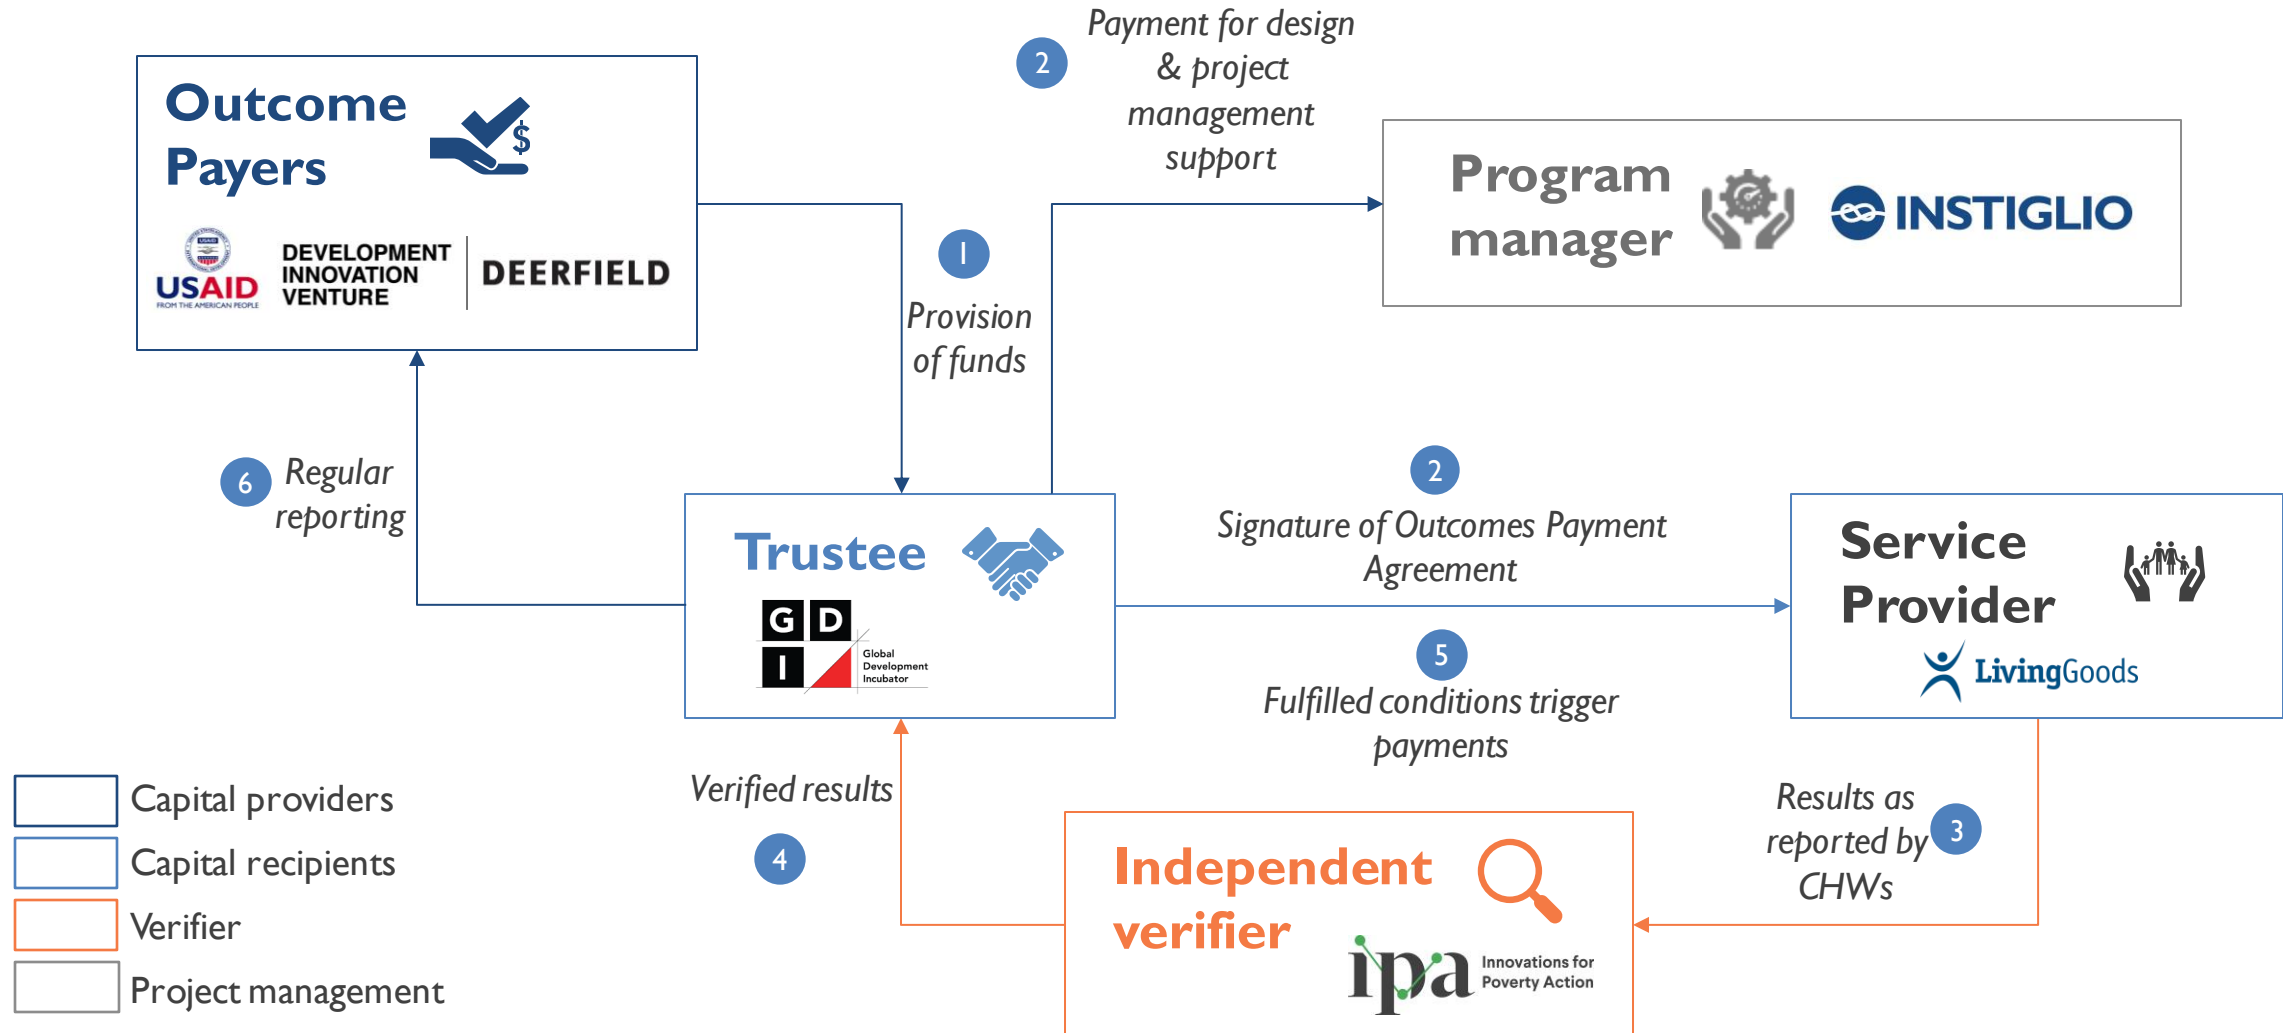 2
Payment for design
& project
management
support
Outcome
Payers
$
USAID
USAID
FROM THE AMERICAN PEOPLE
DEVELOPMENT
INNOVATION
VENTURE
DEERFIELD
Program
manager
INSTIGLIO
1
Provision
of funds
6
Regular
reporting
2
Signature of Outcomes Payment
Agreement
Trustee
G D
I
Global
Development
Incubator
Service
Provider
LivingGoods
5
Fulfilled conditions trigger
payments
Verified results
4
Results as
reported by
CHWs
3
Independent
verifier
ipa
Innovations for
Poverty Action
Capital providers
Capital recipients
Verifier
Project management